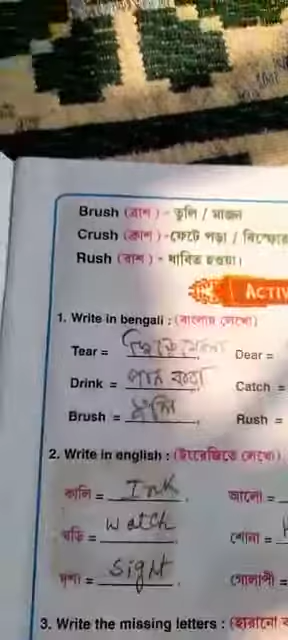 Brush (ব্রাশ) - তুলি / মাজন
Crush (ক্রাশ) -ফেটে পড়া /
Rush (রাশ) - ধাবিত হওয়া।
1. Write in bengali : (বাংলায় লেখো)
Tear = Dear =
Drink = পান করা Catch =
Brush = তুলি Rush =
2. Write in english : (ইংরেজিতে লেখো)
কালি = Ink আলো =
ঘড়ি = Watch শোনা =
দৃশ্য = Sight গোলাপী =
3. Write the missing letters : (হারানো